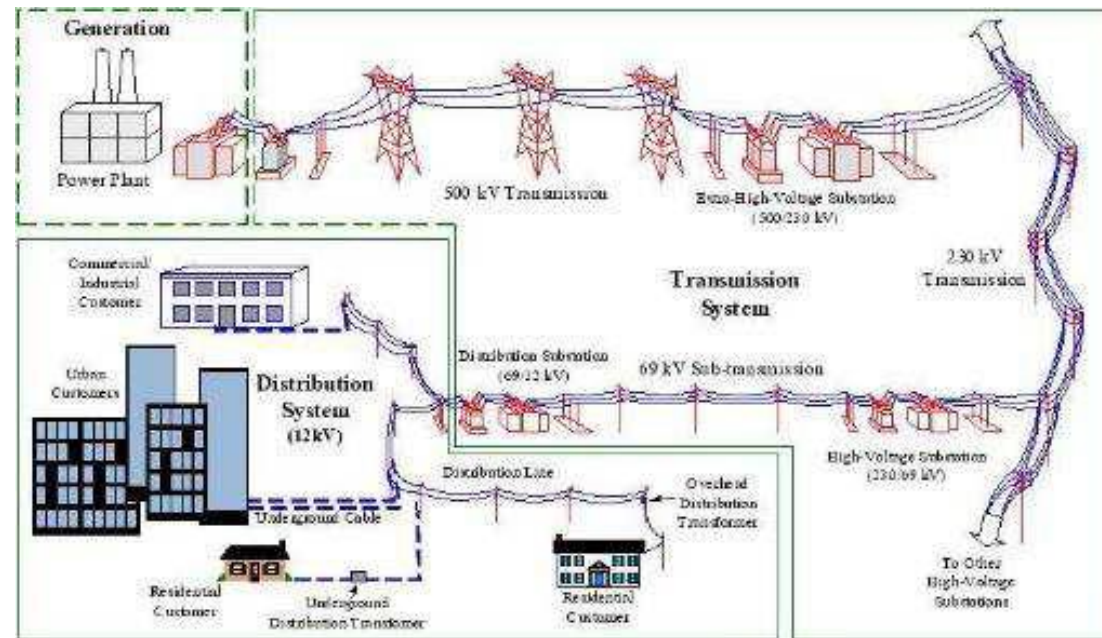 Generation
Power Plant
500 kV Transmission
Extra-High-Voltage Substation
(500/230 kV)
230 kV
Transmission
Transmission
System
Commercial/
Industrial
Customer
Urban
Customers
Distribution
System
(12kV)
Distribution Substation
(69/12 kV)
69 kV Sub-transmission
High-Voltage Substation
(230/69 kV)
Distribution Line
Overhead
Distribution
Transformer
Underground Cable
Residential
Customer
Underground
Distribution Transformer
Residential
Customer
To Other
High-Voltage
Substations